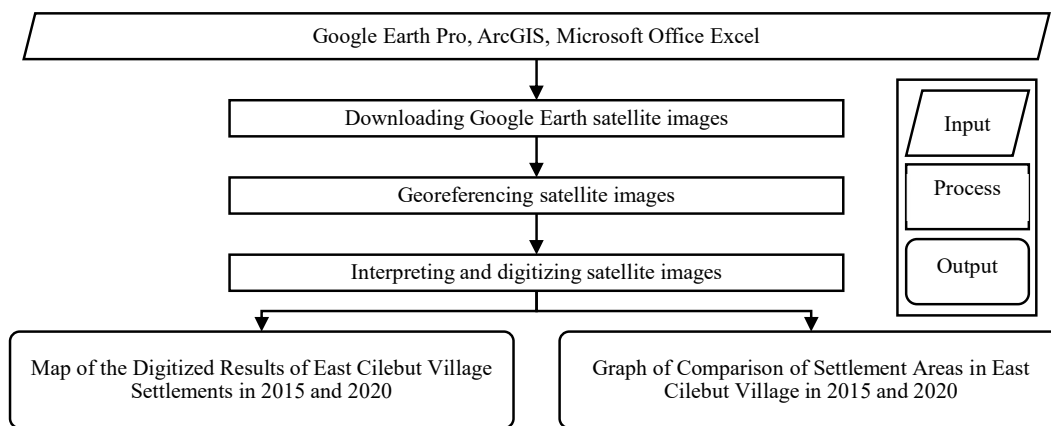 Google Earth Pro, ArcGIS, Microsoft Office Excel
Downloading Google Earth satellite images
Georeferencing satellite images
Interpreting and digitizing satellite images
Map of the Digitized Results of East Cilebut Village
Settlements in 2015 and 2020
Graph of Comparison of Settlement Areas in East
Cilebut Village in 2015 and 2020
Input
Process
Output